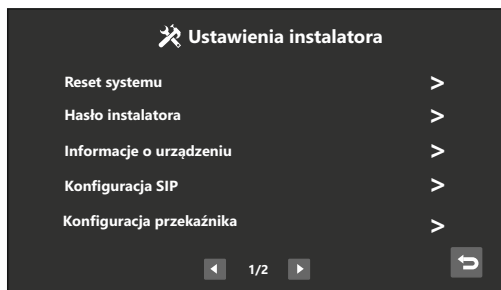 Ustawienia instalatora
Reset systemu >
Hasło instalatora >
Informacje o urządzeniu >
Konfiguracja SIP >
Konfiguracja przekaźnika >
1/2